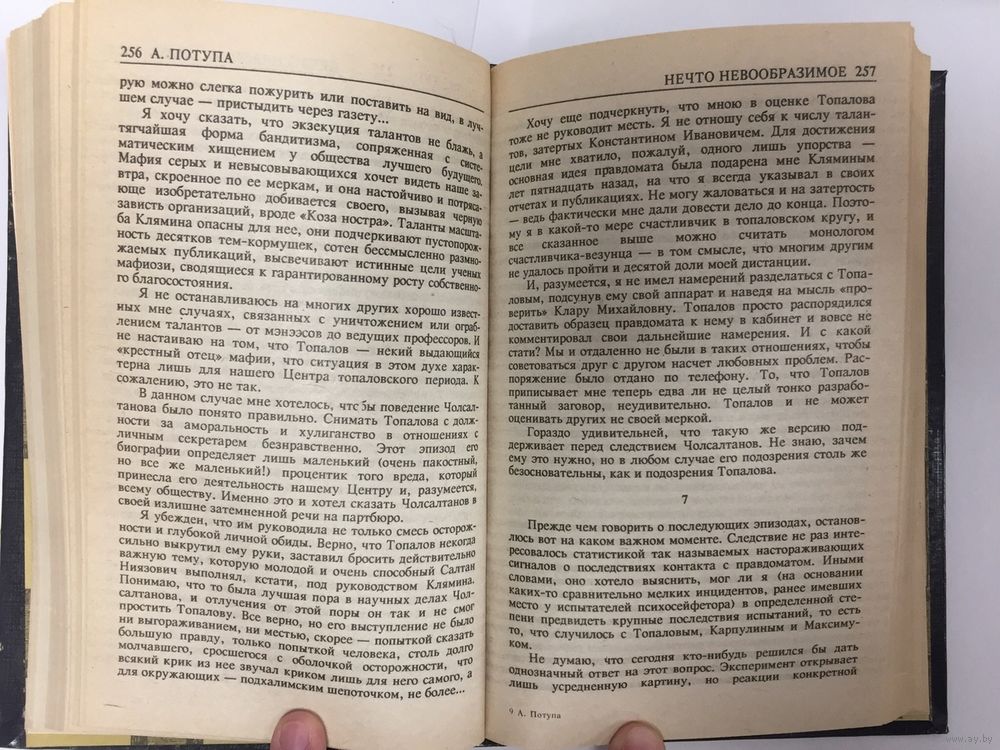 256 А. ПОТУПА
рую можно слегка пожурить или поставить на вид, в луч-
шем случае — пристыдить через газету...
Я хочу сказать, что экзекуция талантов не блажь, а
тягчайшая форма бандитизма, сопряженная с систе-
матическим хищением у общества лучшего будущего.
Мафия серых и невысовывающихся хочет видеть наше за-
втра, скроенное по ее меркам, и она настойчиво и потряса-
юще изобретательно добивается своего, вызывая черную
зависть организаций, вроде «Коза ностра». Таланты масшта-
ба Клямина опасны для нее, они подчеркивают пустопорож-
ность десятков тем-кормушек, сотен бессмысленно размно-
жаемых публикаций, высвечивают истинные цели ученых
мафиози, сводящиеся к гарантированному росту собственно-
го благосостояния.
Я не останавливаюсь на многих других хорошо извест-
ных мне случаях, связанных с уничтожением или ограб-
лением талантов — от мэнээсов до ведущих профессоров. И
не настаиваю на том, что Топалов — некий выдающийся
«крестный отец» мафии, что ситуация в этом духе харак-
терна лишь для нашего Центра топаловского периода. К
сожалению, это не так.
В данном случае мне хотелось, чтобы поведение Чолсал-
танова было понято правильно. Снимать Топалова с долж-
ности за аморальность и хулиганство в отношениях с
личным секретарем безнравственно. Этот эпизод его
биографии определяет лишь маленький (очень пакостный,
но все же маленький!) процентик того вреда, который
принесла его деятельность нашему Центру и, разумеется,
всему обществу. Именно это и хотел сказать Чолсалтанов в
своей излишне затемненной речи на партбюро.
Я убежден, что им руководила не только смесь осторож-
ности и глубокой личной обиды. Верно, что Топалов некогда
сильно выкрутил ему руки, заставил бросить действительно
важную тему, которую молодой и очень способный Салтан
Ниязович выполнял, кстати, под руководством Клямина.
Понимаю, что то была лучшая пора в научных делах Чол-
салтанова, и отлучения от этой поры он так и не смог
простить Топалову. Все верно, но его выступление не было
ни выгораживанием, ни местью, скорее — попыткой сказать
большую правду, только попыткой человека, столь долго
молчавшего, сросшегося с оболочкой осторожности, что
всякий крик из нее звучал криком лишь для него самого, а
для окружающих — подхалимским шепоточком, не более...
НЕЧТО НЕВООБРАЗИМОЕ 257
Хочу еще подчеркнуть, что мною в оценке Топалова
тоже не руководит месть. Я не отношу себя к числу талан-
тов, затертых Константином Ивановичем. Для достижения
цели мне хватило, пожалуй, одного лишь упорства —
основная идея правдомата была подарена мне Кляминым
лет пятнадцать назад, на что я всегда указывал в своих
отчетах и публикациях. Не могу жаловаться и на затертость
— ведь фактически мне дали довести дело до конца. Поэто-
му я в какой-то мере счастливчик в топаловском кругу, и
все сказанное выше можно считать монологом
счастливчика-везунца — в том смысле, что многим другим
не удалось пройти и десятой доли моей дистанции.
И, разумеется, я не имел намерений разделаться с Топа-
ловым, подсунув ему свой аппарат и наведя на мысль «про-
верить» Клару Михайловну. Топалов просто распорядился
доставить образец правдомата к нему в кабинет и вовсе не
комментировал свои дальнейшие намерения. И с какой
стати? Мы и отдаленно не были в таких отношениях, чтобы
советоваться друг с другом насчет любовных проблем. Рас-
поряжение было отдано по телефону. То, что Топалов
приписывает мне теперь едва ли не целый тонко разрабо-
танный заговор, неудивительно. Топалов и не может
оценивать других не своей меркой.
Гораздо удивительней, что такую же версию под-
держивает перед следствием Чолсалтанов. Не знаю, зачем
ему это нужно, но в любом случае его подозрения столь же
безосновательны, как и подозрения Топалова.
7
Прежде чем говорить о последующих эпизодах, останов-
люсь вот на каком важном моменте. Следствие не раз инте-
ресовалось статистикой так называемых настораживающих
сигналов о последствиях контакта с правдоматом. Иными
словами, оно хотело выяснить, мог ли я (на основании
каких-то сравнительно мелких инцидентов, ранее имевших
место у испытателей психосейфетора) в определенной сте-
пени предвидеть крупные последствия испытаний, то есть
то, что случилось с Топаловым, Карпулиным и Максиму-
ком.
Не думаю, что сегодня кто-нибудь решился бы дать
однозначный ответ на этот вопрос. Эксперимент открывает
лишь усредненную картину, но реакции конкретной
9 А. Потупа
www.ay.by